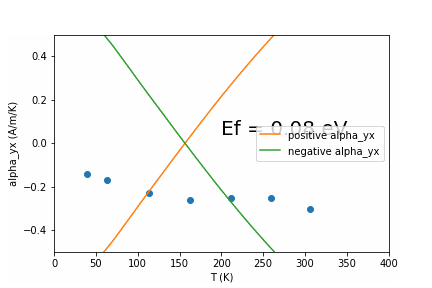 0.4
0.2
0.0
−0.2
−0.4
alpha_yx (A/m/K)
Ef = 0.08 eV
positive alpha_yx
negative alpha_yx
0 50 100 150 200 250 300 350 400
T (K)